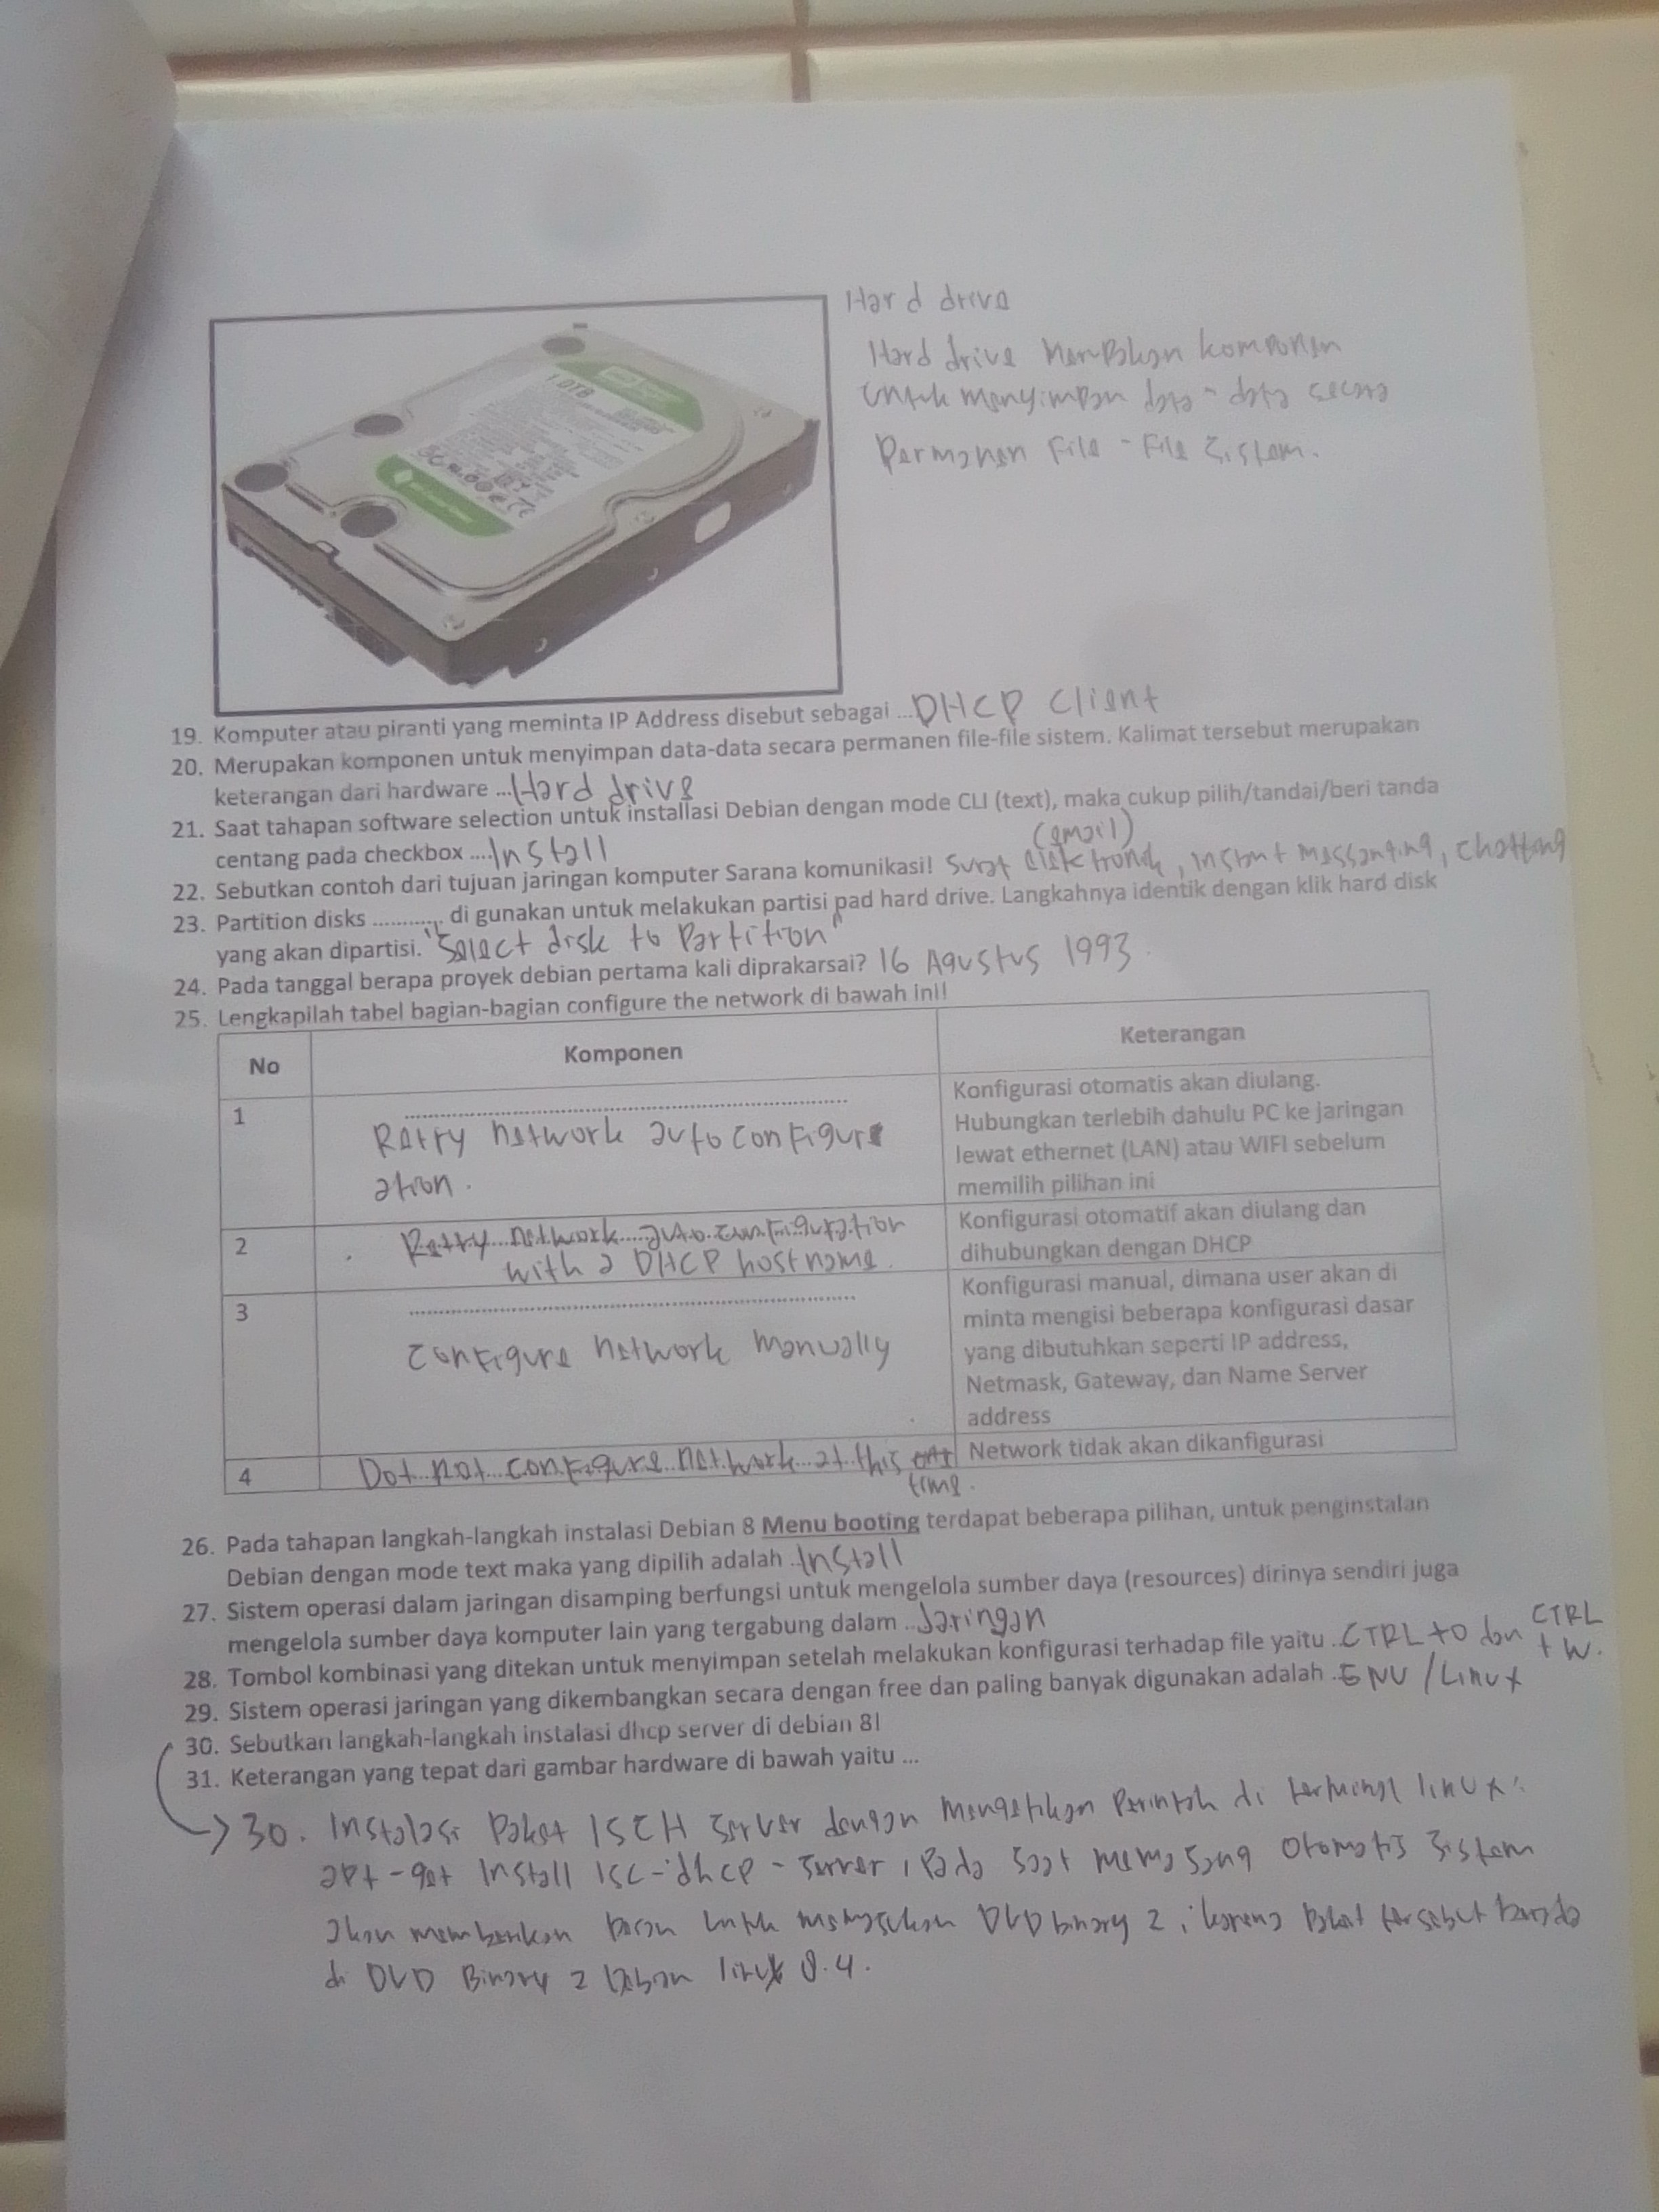 Hard drive
Hard drive merupakan komponen
untuk menyimpan data-data secara
Permanen File - File Sistem.
1.0TB
19. Komputer atau piranti yang meminta IP Address disebut sebagai ... DHCP Client
20. Merupakan komponen untuk menyimpan data-data secara permanen file-file sistem. Kalimat tersebut merupakan
keterangan dari hardware ... Hard drive
21. Saat tahapan software selection untuk installasi Debian dengan mode CLI (text), maka cukup pilih/tandai/beri tanda
centang pada checkbox .... Install
(email)
22. Sebutkan contoh dari tujuan jaringan komputer Sarana komunikasi! Surat elektronik, instant messanging, chatting
23. Partition disks ............ di gunakan untuk melakukan partisi pad hard drive. Langkahnya identik dengan klik hard disk
yang akan dipartisi. "Select disk to Partition"
24. Pada tanggal berapa proyek debian pertama kali diprakarsai? 16 Agustus 1993.
25. Lengkapilah tabel bagian-bagian configure the network di bawah ini!
No Komponen Keterangan
1 Retry network auto configure
ation.
Konfigurasi otomatis akan diulang.
Hubungkan terlebih dahulu PC ke jaringan
lewat ethernet (LAN) atau WIFI sebelum
memilih pilihan ini
2 Retry network auto configuration
with a DHCP hostname.
Konfigurasi otomatif akan diulang dan
dihubungkan dengan DHCP
3 Configure network manually
Konfigurasi manual, dimana user akan di
minta mengisi beberapa konfigurasi dasar
yang dibutuhkan seperti IP address,
Netmask, Gateway, dan Name Server
address
4 Dot not configure network at this
time.
Network tidak akan dikanfigurasi
26. Pada tahapan langkah-langkah instalasi Debian 8 Menu booting terdapat beberapa pilihan, untuk penginstalan
Debian dengan mode text maka yang dipilih adalah .. Install
27. Sistem operasi dalam jaringan disamping berfungsi untuk mengelola sumber daya (resources) dirinya sendiri juga
mengelola sumber daya komputer lain yang tergabung dalam ... Jaringan
28. Tombol kombinasi yang ditekan untuk menyimpan setelah melakukan konfigurasi terhadap file yaitu .. CTRL + O dan CTRL
+ W.
29. Sistem operasi jaringan yang dikembangkan secara dengan free dan paling banyak digunakan adalah .. GNU / Linux
30. Sebutkan langkah-langkah instalasi dhcp server di debian 8!
31. Keterangan yang tepat dari gambar hardware di bawah yaitu ...
30. Instalasi Paket Server dengan mengetikan Perintah di terminal linux:
apt-get install isc-dhcp-server, Pada saat memasang otomatis sistem
akan memberikan pesan untuk memasukan DVD binary 2, karena Paket tersebut berada
di DVD Binary 2 linux 8.4.